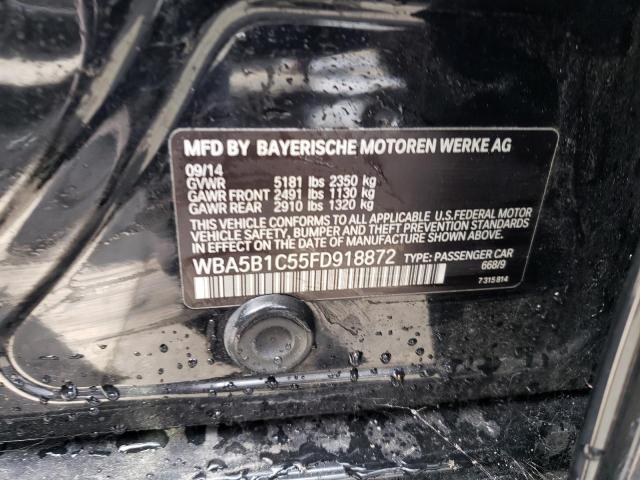 MFD BY BAYERISCHE MOTOREN WERKE AG
09/14
GVWR 5181 lbs 2350 kg
GAWR FRONT 2491 lbs 1130 kg
GAWR REAR 2910 lbs 1320 kg
THIS VEHICLE CONFORMS TO ALL APPLICABLE U.S.FEDERAL MOTOR
VEHICLE SAFETY, BUMPER AND THEFT PREVENTION STANDARDS
IN EFFECT ON THE DATE OF MANUFACTURE SHOWN ABOVE.
WBA5B1C55FD918872 TYPE: PASSENGER CAR
668/9
7315814